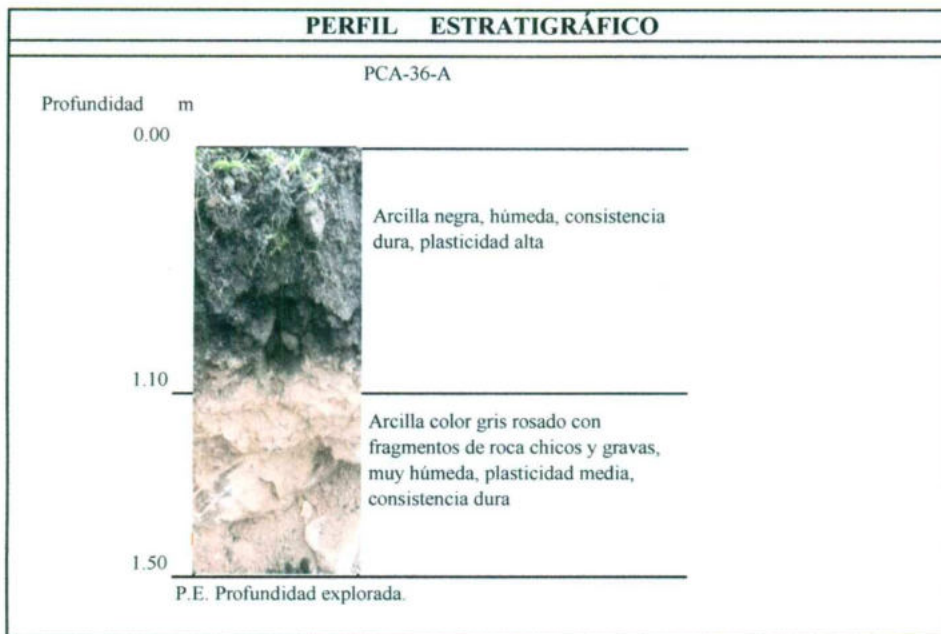 PERFIL ESTRATIGRÁFICO
PCA-36-A
Profundidad m
0.00
Arcilla negra, húmeda, consistencia
dura, plasticidad alta
1.10
Arcilla color gris rosado con
fragmentos de roca chicos y gravas,
muy húmeda, plasticidad media,
consistencia dura
1.50
P.E. Profundidad explorada.